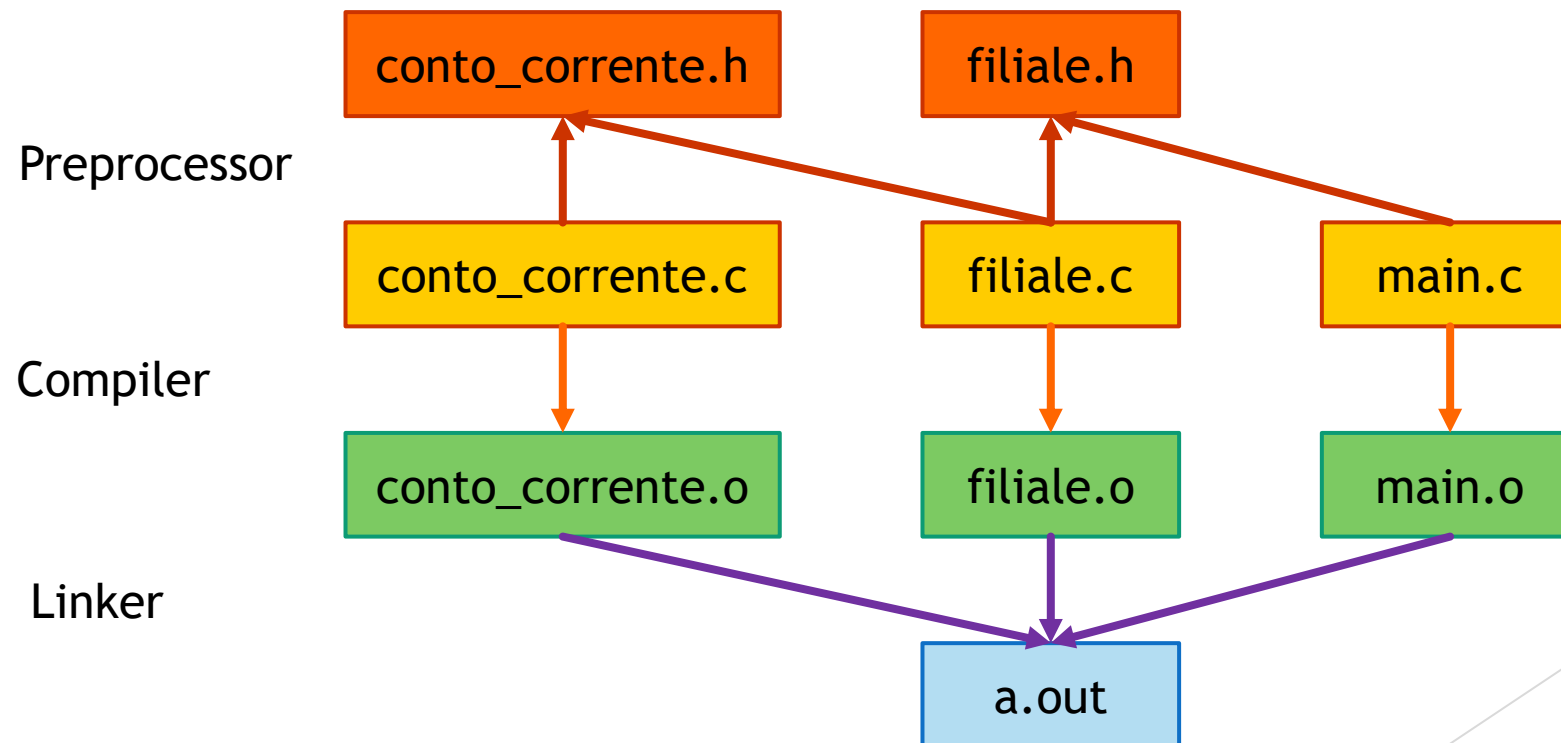 conto_corrente.h
filiale.h
Preprocessor
conto_corrente.c
filiale.c
main.c
Compiler
conto_corrente.o
filiale.o
main.o
Linker
a.out